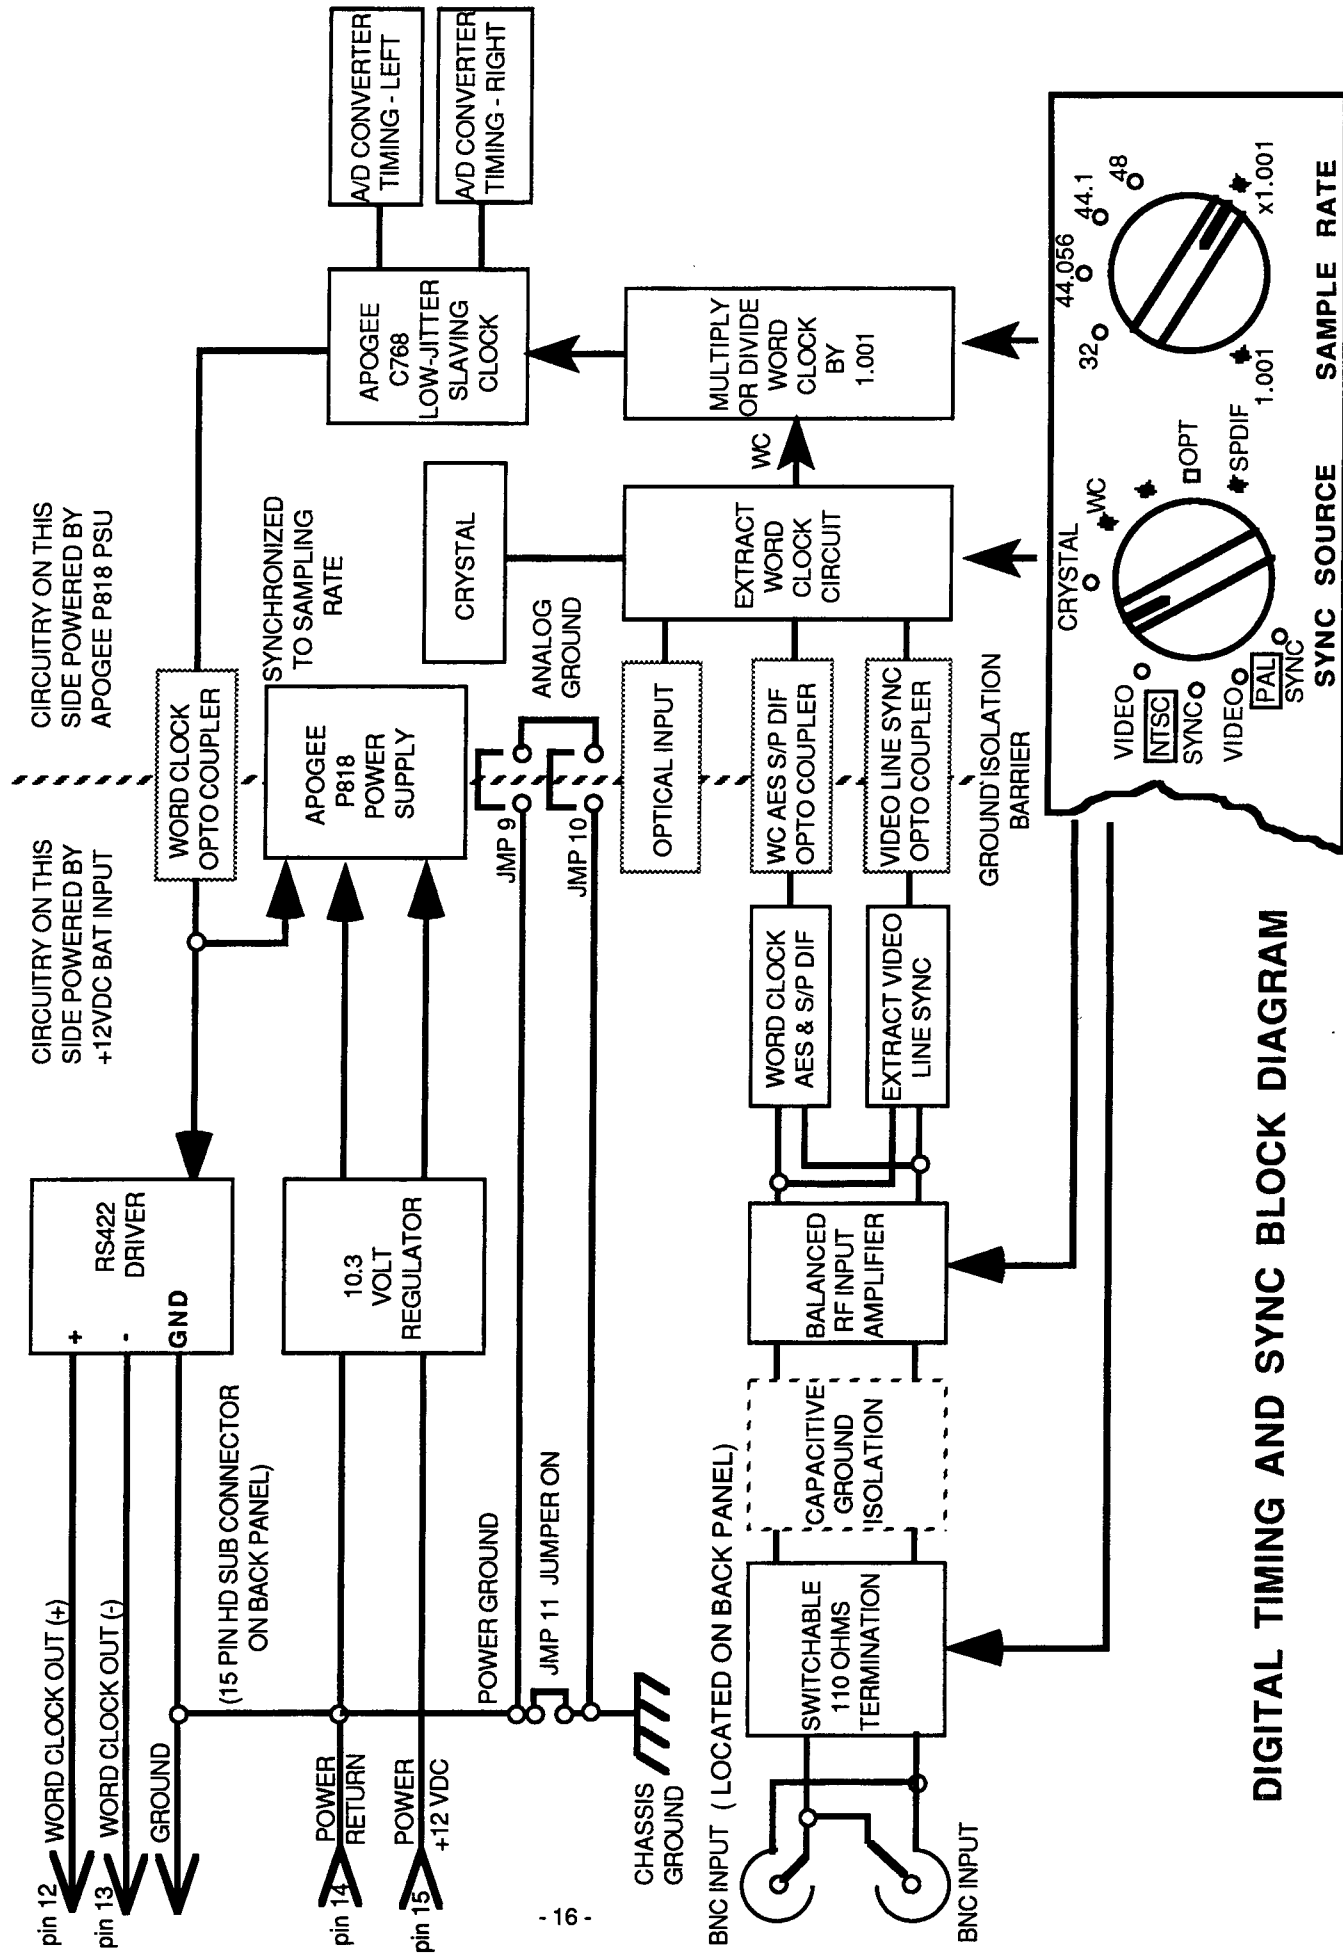 CIRCUITRY ON THIS
SIDE POWERED BY
+12VDC BAT INPUT
CIRCUITRY ON THIS
SIDE POWERED BY
APOGEE P818 PSU
pin 12
WORD CLOCK OUT (+)
pin 13
WORD CLOCK OUT (-)
GROUND
+
-
GND
RS422
DRIVER
WORD CLOCK
OPTO COUPLER
(15 PIN HD SUB CONNECTOR
ON BACK PANEL)
SYNCHRONIZED
TO SAMPLING
RATE
pin 14
POWER
RETURN
pin 15
POWER
+12 VDC
10.3
VOLT
REGULATOR
APOGEE
P818
POWER
SUPPLY
APOGEE
C768
LOW-JITTER
SLAVING
CLOCK
A/D CONVERTER
TIMING - LEFT
A/D CONVERTER
TIMING - RIGHT
POWER GROUND
JMP 9
JMP 11 JUMPER ON
JMP 10
ANALOG
GROUND
CRYSTAL
- 16 -
CHASSIS
GROUND
OPTICAL INPUT
BNC INPUT ( LOCATED ON BACK PANEL)
SWITCHABLE
110 OHMS
TERMINATION
CAPACITIVE
GROUND
ISOLATION
BALANCED
RF INPUT
AMPLIFIER
WORD CLOCK
AES & S/P DIF
EXTRACT VIDEO
LINE SYNC
WC AES S/P DIF
OPTO COUPLER
VIDEO LINE SYNC
OPTO COUPLER
EXTRACT
WORD
CLOCK
CIRCUIT
WC
MULTIPLY
OR DIVIDE
WORD
CLOCK
BY
1.001
BNC INPUT
GROUND ISOLATION
BARRIER
CRYSTAL
WC
OPT
SPDIF
VIDEO
NTSC
SYNC
VIDEO
PAL
SYNC
SYNC SOURCE
32
44.056
44.1
48
1.001
x1.001
SAMPLE RATE
DIGITAL TIMING AND SYNC BLOCK DIAGRAM